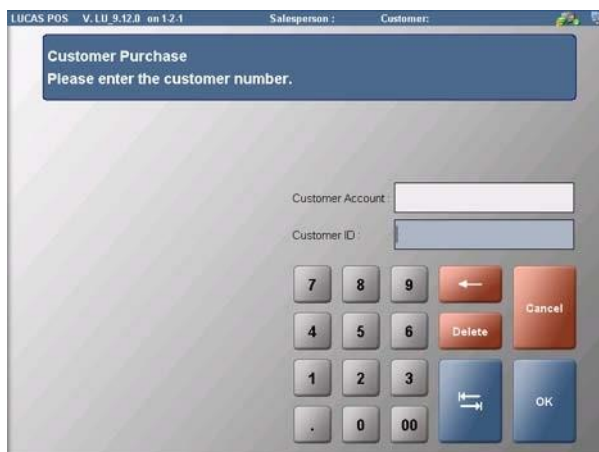 LUCAS POS V. LU_9.12.0 on 1-2-1 Salesperson : Customer:
Customer Purchase
Please enter the customer number.
Customer Account :
Customer ID :
7 8 9
Cancel
4 5 6 Delete
1 2 3
OK
. 0 00